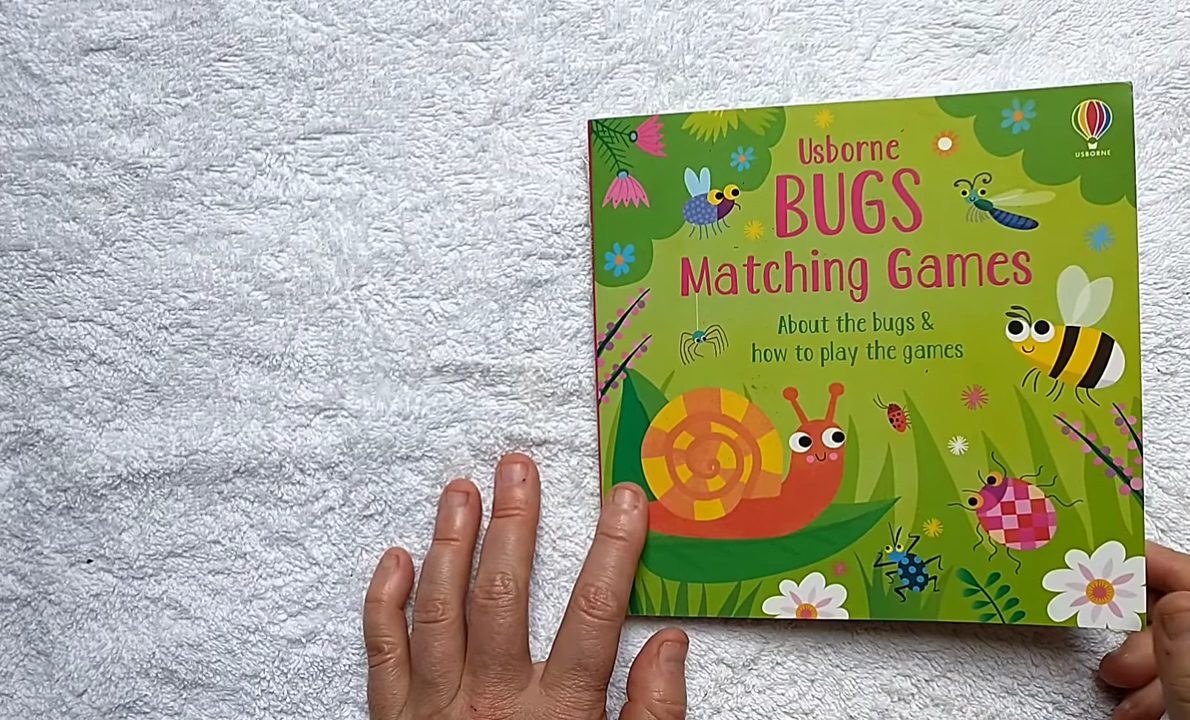 Usborne
BUGS
Matching Games
About the bugs &
how to play the games
USBORNE